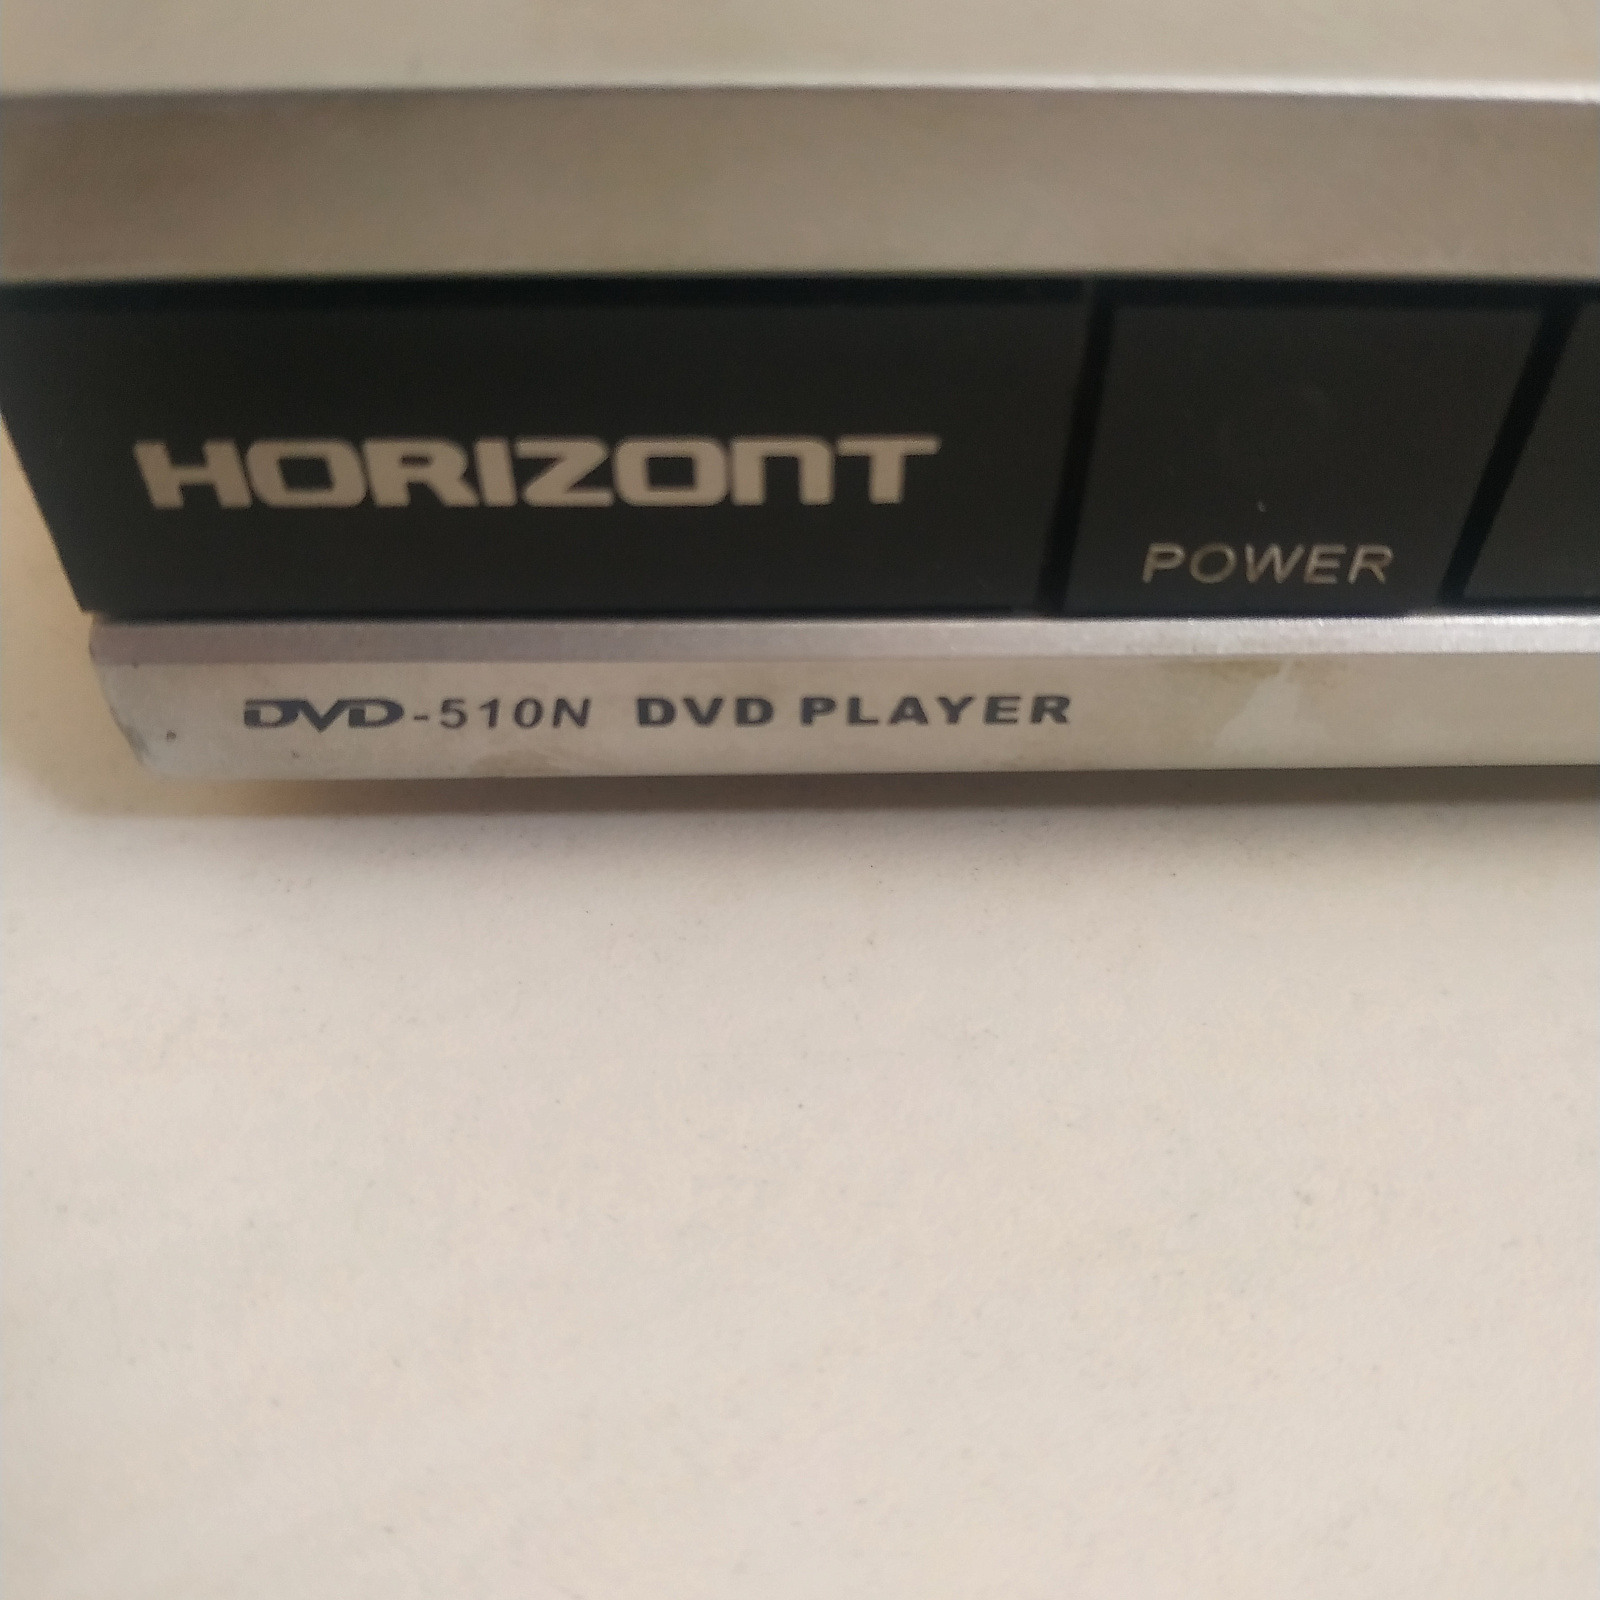 HORIZONT
POWER
DVD-510N DVD PLAYER